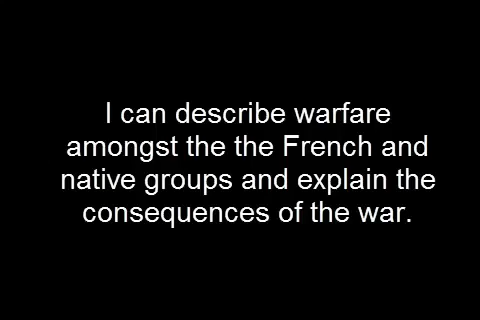 I can describe warfare
amongst the the French and
native groups and explain the
consequences of the war.